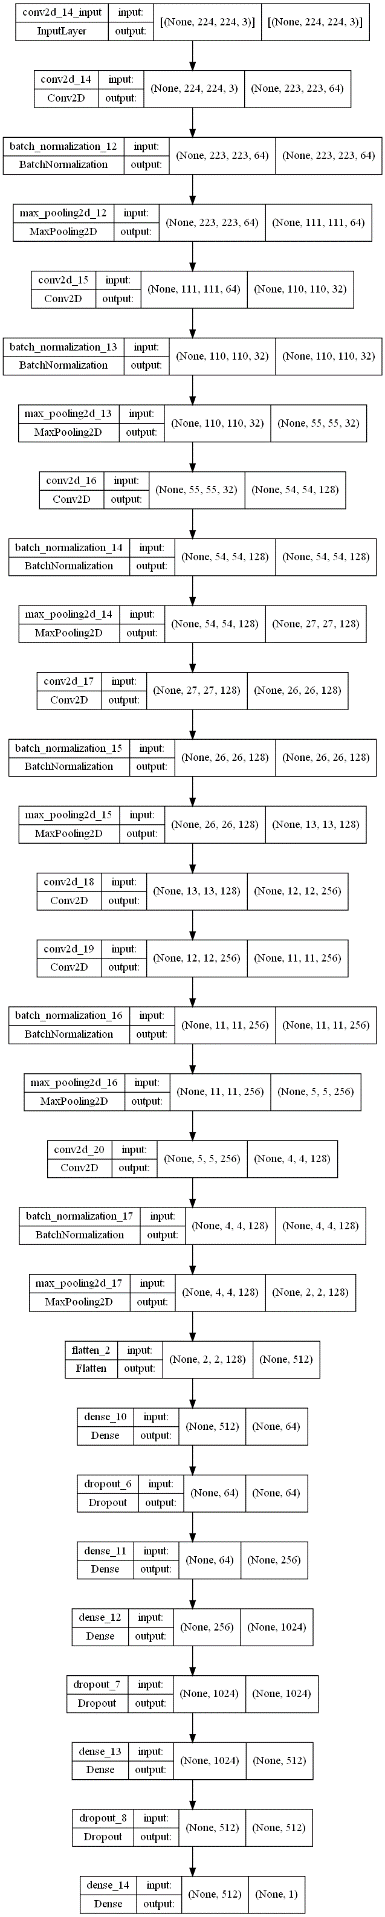 conv2d_14_input input: [(None, 224, 224, 3)] [(None, 224, 224, 3)]
InputLayer output:
conv2d_14 input: (None, 224, 224, 3) (None, 223, 223, 64)
Conv2D output:
batch_normalization_12 input: (None, 223, 223, 64) (None, 223, 223, 64)
BatchNormalization output:
max_pooling2d_12 input: (None, 223, 223, 64) (None, 111, 111, 64)
MaxPooling2D output:
conv2d_15 input: (None, 111, 111, 64) (None, 110, 110, 32)
Conv2D output:
batch_normalization_13 input: (None, 110, 110, 32) (None, 110, 110, 32)
BatchNormalization output:
max_pooling2d_13 input: (None, 110, 110, 32) (None, 55, 55, 32)
MaxPooling2D output:
conv2d_16 input: (None, 55, 55, 32) (None, 54, 54, 128)
Conv2D output:
batch_normalization_14 input: (None, 54, 54, 128) (None, 54, 54, 128)
BatchNormalization output:
max_pooling2d_14 input: (None, 54, 54, 128) (None, 27, 27, 128)
MaxPooling2D output:
conv2d_17 input: (None, 27, 27, 128) (None, 26, 26, 128)
Conv2D output:
batch_normalization_15 input: (None, 26, 26, 128) (None, 26, 26, 128)
BatchNormalization output:
max_pooling2d_15 input: (None, 26, 26, 128) (None, 13, 13, 128)
MaxPooling2D output:
conv2d_18 input: (None, 13, 13, 128) (None, 12, 12, 256)
Conv2D output:
conv2d_19 input: (None, 12, 12, 256) (None, 11, 11, 256)
Conv2D output:
batch_normalization_16 input: (None, 11, 11, 256) (None, 11, 11, 256)
BatchNormalization output:
max_pooling2d_16 input: (None, 11, 11, 256) (None, 5, 5, 256)
MaxPooling2D output:
conv2d_20 input: (None, 5, 5, 256) (None, 4, 4, 128)
Conv2D output:
batch_normalization_17 input: (None, 4, 4, 128) (None, 4, 4, 128)
BatchNormalization output:
max_pooling2d_17 input: (None, 4, 4, 128) (None, 2, 2, 128)
MaxPooling2D output:
flatten_2 input: (None, 2, 2, 128) (None, 512)
Flatten output:
dense_10 input: (None, 512) (None, 64)
Dense output:
dropout_6 input: (None, 64) (None, 64)
Dropout output:
dense_11 input: (None, 64) (None, 256)
Dense output:
dense_12 input: (None, 256) (None, 1024)
Dense output:
dropout_7 input: (None, 1024) (None, 1024)
Dropout output:
dense_13 input: (None, 1024) (None, 512)
Dense output:
dropout_8 input: (None, 512) (None, 512)
Dropout output:
dense_14 input: (None, 512) (None, 1)
Dense output: